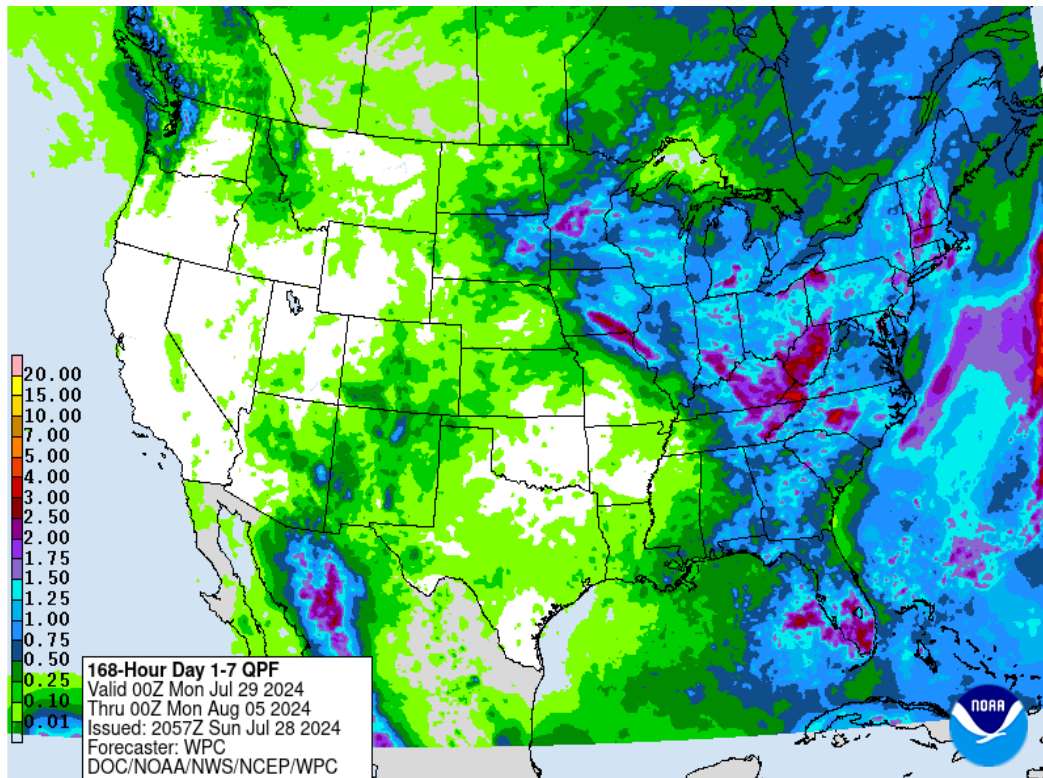 20.00
15.00
10.00
7.00
5.00
4.00
3.00
2.50
2.00
1.75
1.50
1.25
1.00
0.75
0.50
0.25
0.10
0.01
168-Hour Day 1-7 QPF
Valid 00Z Mon Jul 29 2024
Thru 00Z Mon Aug 05 2024
Issued: 2057Z Sun Jul 28 2024
Forecaster: WPC
DOC/NOAA/NWS/NCEP/WPC
NOAA